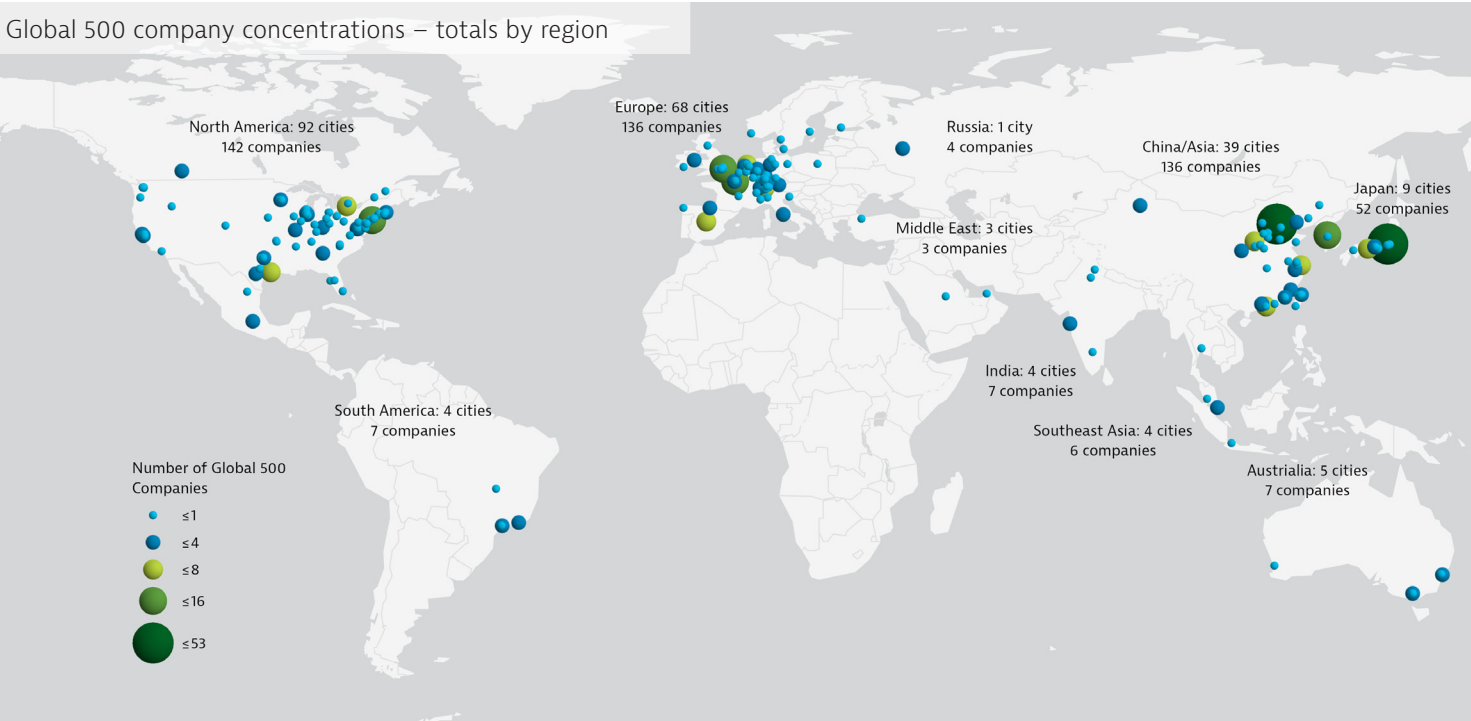 Global 500 company concentrations – totals by region
Europe: 68 cities
136 companies
North America: 92 cities
142 companies
Russia: 1 city
4 companies
China/Asia: 39 cities
136 companies
Japan: 9 cities
52 companies
Middle East: 3 cities
3 companies
India: 4 cities
7 companies
South America: 4 cities
7 companies
Southeast Asia: 4 cities
6 companies
Austrialia: 5 cities
7 companies
Number of Global 500
Companies
≤1
≤4
≤8
≤16
≤53